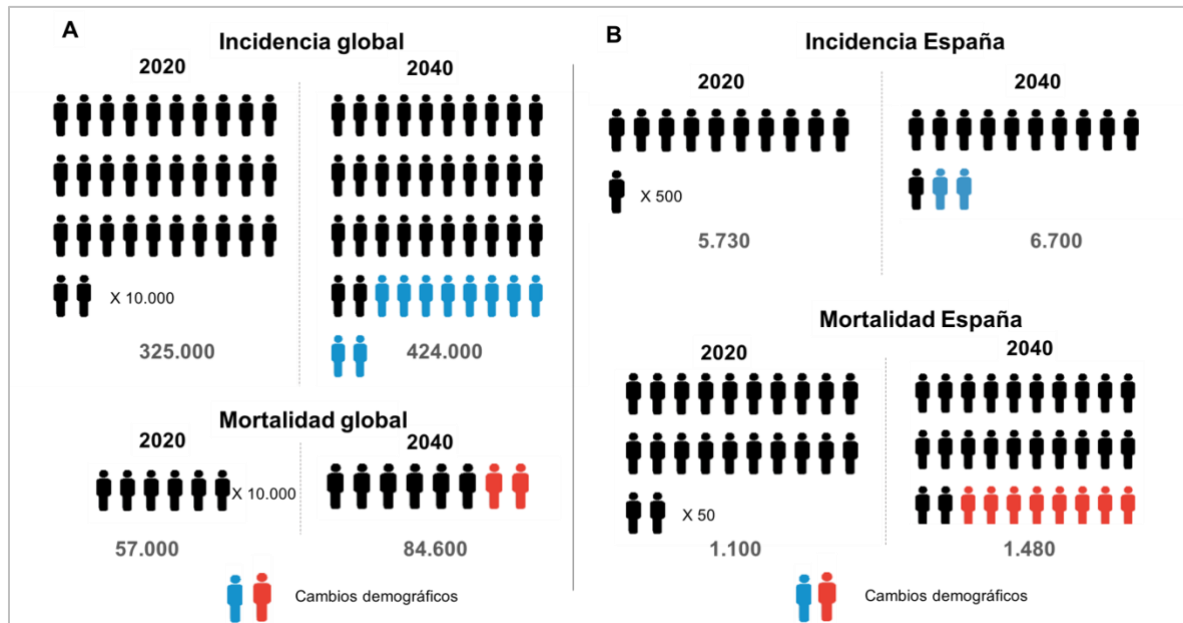 A
Incidencia global
2020
2040
X 10.000
325.000
424.000
Mortalidad global
2020
2040
X 10.000
57.000
84.600
Cambios demográficos
B
Incidencia España
2020
2040
X 500
5.730
6.700
Mortalidad España
2020
2040
X 50
1.100
1.480
Cambios demográficos